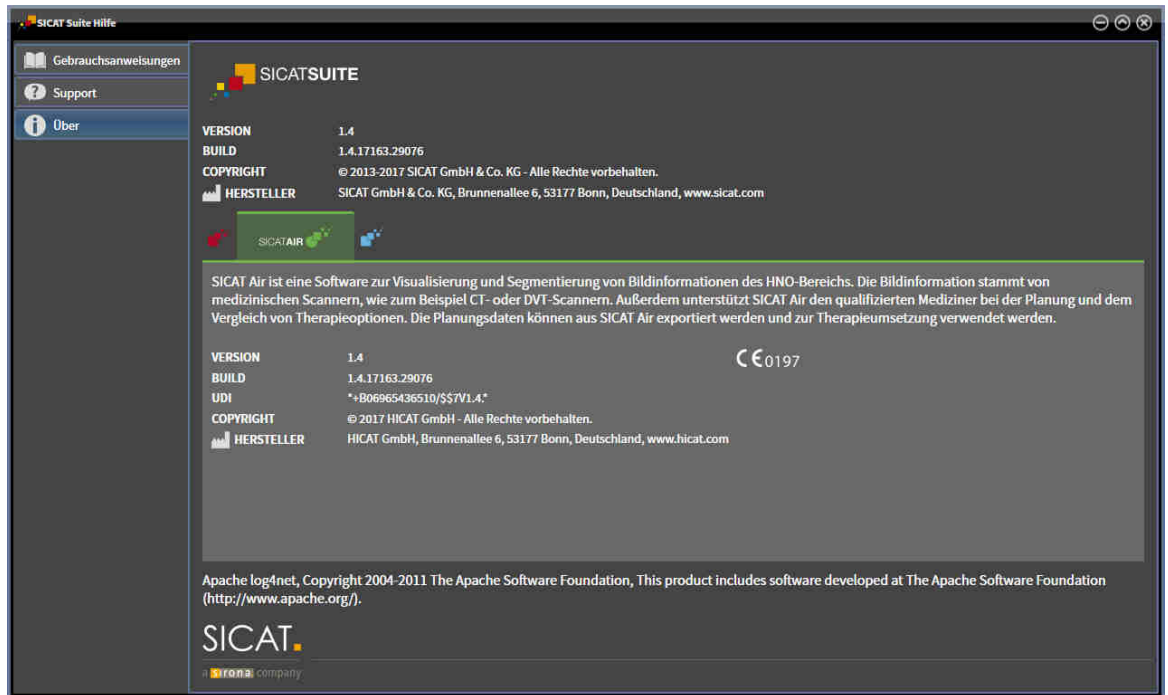 SICAT Suite Hilfe
Gebrauchsanweisungen
Support
Über
SICATSUITE
VERSION 1.4
BUILD 1.4.17163.29076
COPYRIGHT © 2013-2017 SICAT GmbH & Co. KG - Alle Rechte vorbehalten.
HERSTELLER SICAT GmbH & Co. KG, Brunnenallee 6, 53177 Bonn, Deutschland, www.sicat.com
SICATAIR
SICAT Air ist eine Software zur Visualisierung und Segmentierung von Bildinformationen des HNO-Bereichs. Die Bildinformation stammt von
medizinischen Scannern, wie zum Beispiel CT- oder DVT-Scannern. Außerdem unterstützt SICAT Air den qualifizierten Mediziner bei der Planung und dem
Vergleich von Therapieoptionen. Die Planungsdaten können aus SICAT Air exportiert werden und zur Therapieumsetzung verwendet werden.
VERSION 1.4 CE0197
BUILD 1.4.17163.29076
UDI *+B06965436510/$$7V1.4.*
COPYRIGHT © 2017 HICAT GmbH - Alle Rechte vorbehalten.
HERSTELLER HICAT GmbH, Brunnenallee 6, 53177 Bonn, Deutschland, www.hicat.com
Apache log4net, Copyright 2004-2011 The Apache Software Foundation, This product includes software developed at The Apache Software Foundation
(http://www.apache.org/).
SICAT.
a sirona company